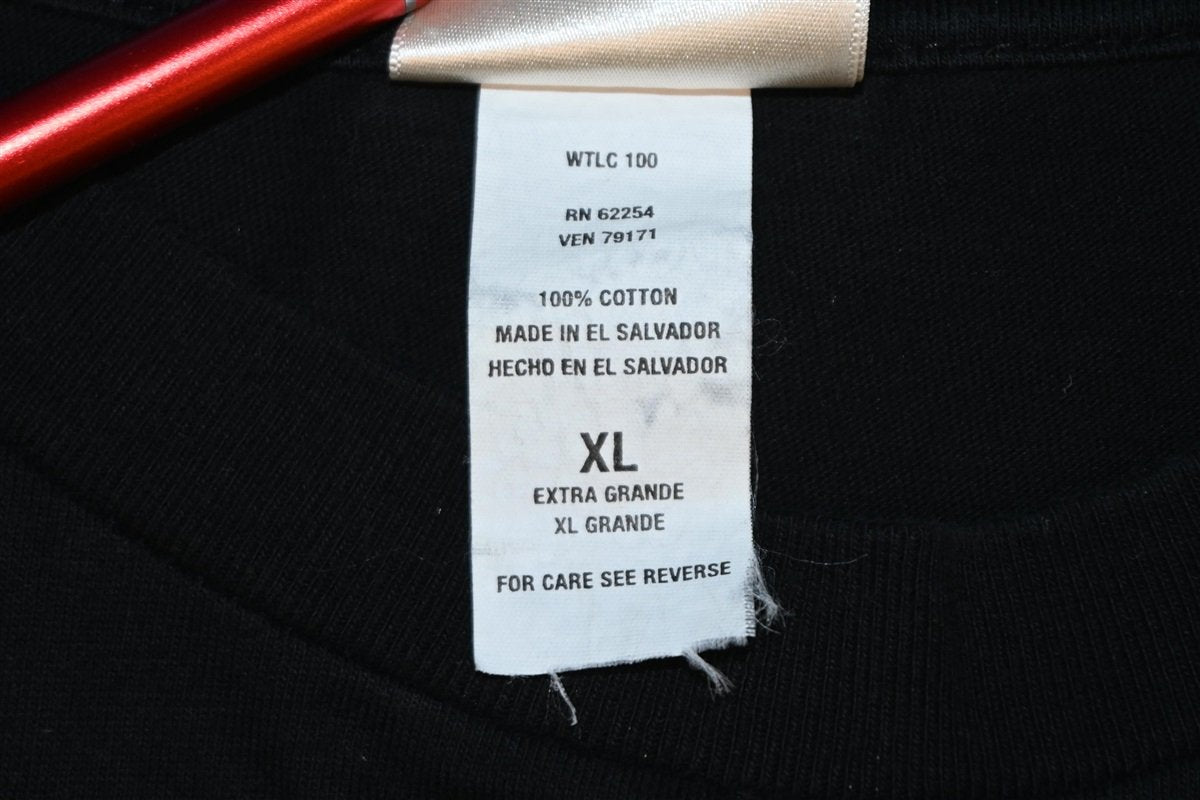 WTLC 100
RN 62254
VEN 79171
100% COTTON
MADE IN EL SALVADOR
HECHO EN EL SALVADOR
XL
EXTRA GRANDE
XL GRANDE
FOR CARE SEE REVERSE